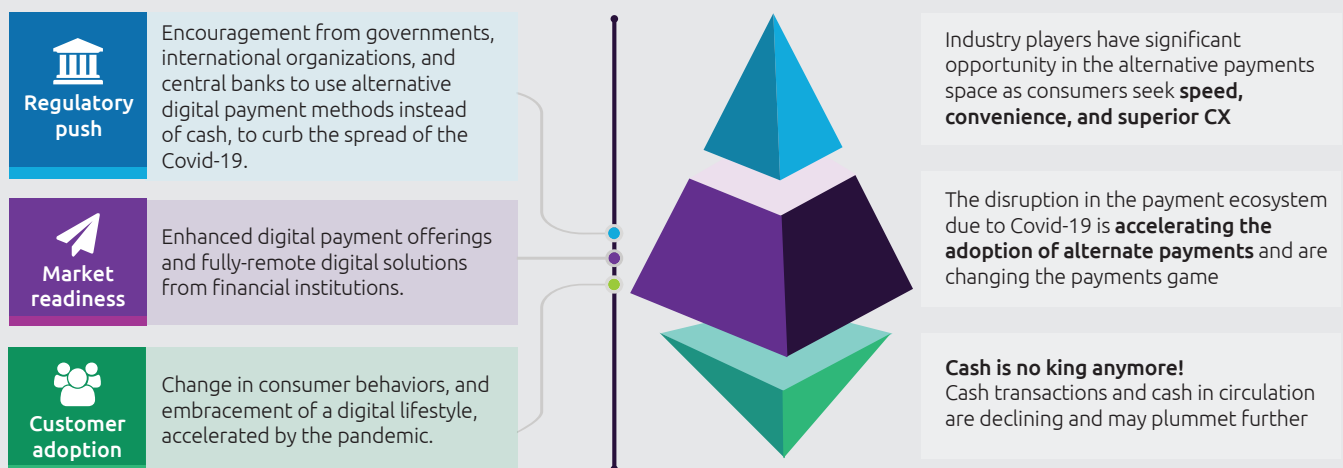 Regulatory
push
Encouragement from governments,
international organizations, and
central banks to use alternative
digital payment methods instead
of cash, to curb the spread of the
Covid-19.
Market
readiness
Enhanced digital payment offerings
and fully-remote digital solutions
from financial institutions.
Customer
adoption
Change in consumer behaviors, and
embracement of a digital lifestyle,
accelerated by the pandemic.
Industry players have significant
opportunity in the alternative payments
space as consumers seek speed,
convenience, and superior CX
The disruption in the payment ecosystem
due to Covid-19 is accelerating the
adoption of alternate payments and are
changing the payments game
Cash is no king anymore!
Cash transactions and cash in circulation
are declining and may plummet further